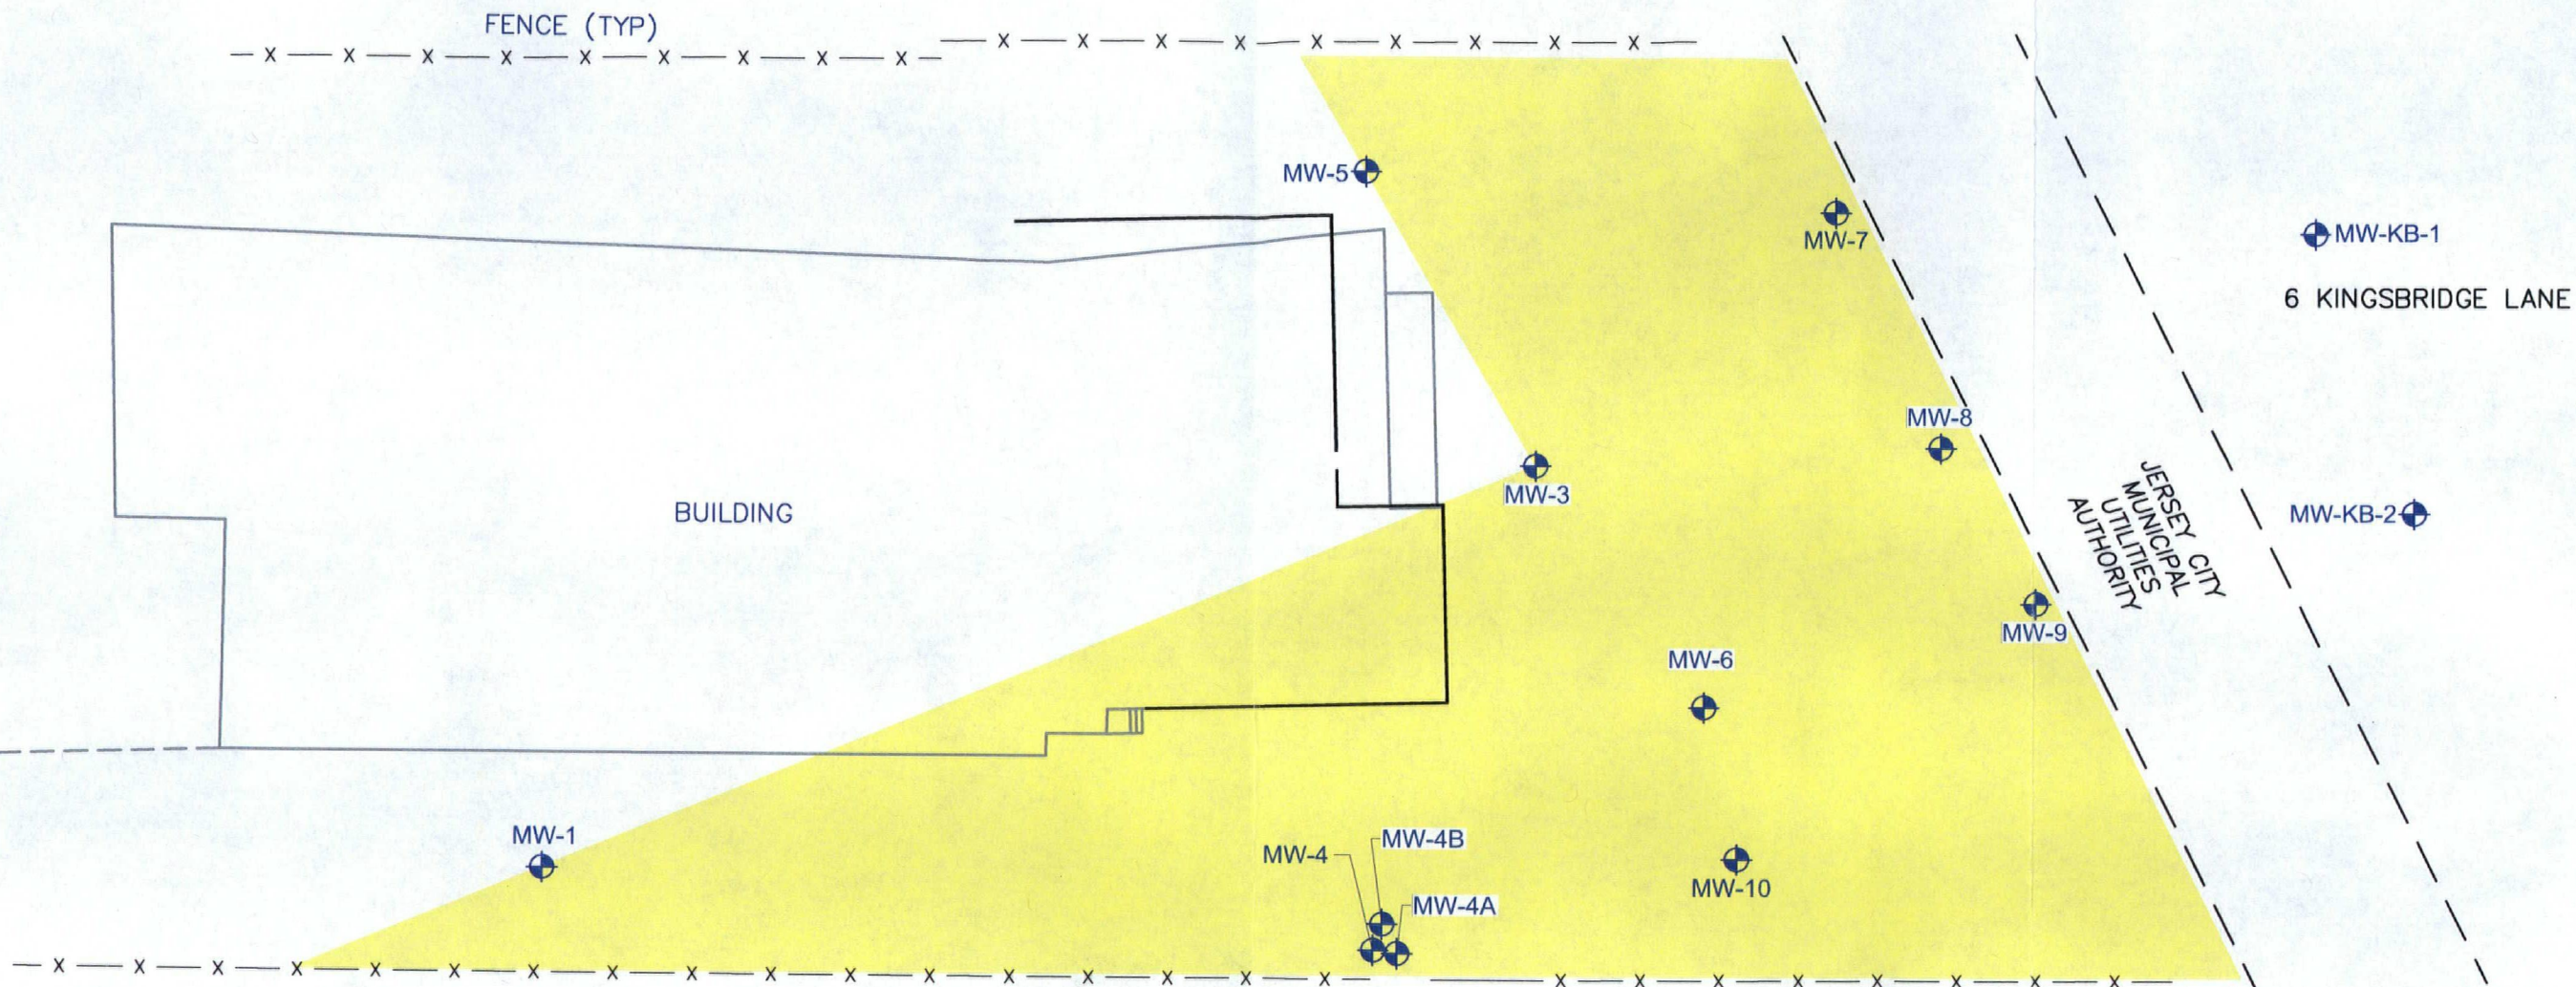 FENCE (TYP)
MW-5
MW-7
MW-KB-1
6 KINGSBRIDGE LANE
MW-8
MW-3
BUILDING
MW-KB-2
JERSEY CITY
MUNICIPAL
UTILITIES
AUTHORITY
MW-9
MW-6
MW-1
MW-4B
MW-4
MW-10
MW-4A